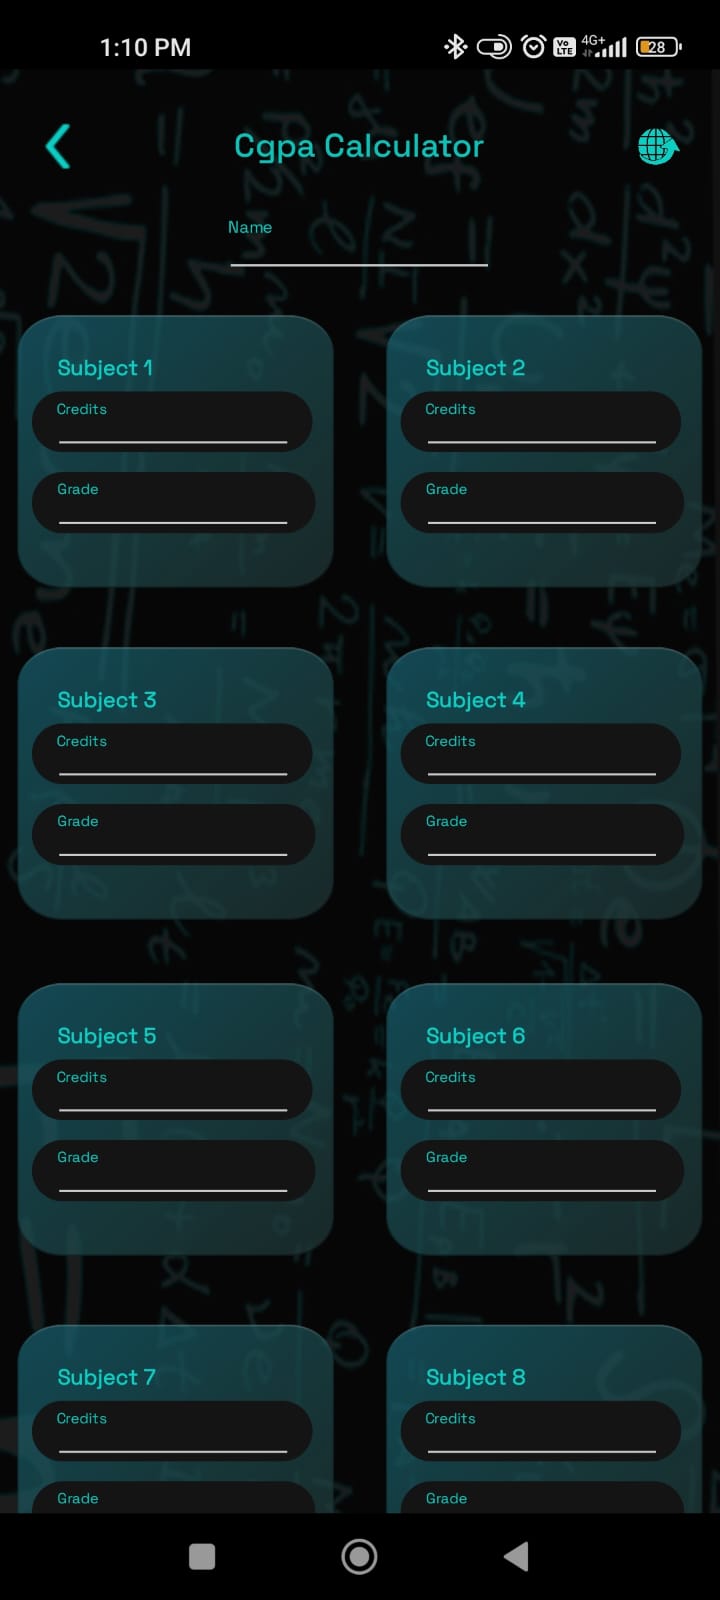 1:10 PM
Vo LTE
4G+
28
Cgpa Calculator
Name
Subject 1
Subject 2
Credits
Credits
Grade
Grade
Subject 3
Subject 4
Credits
Credits
Grade
Grade
Subject 5
Subject 6
Credits
Credits
Grade
Grade
Subject 7
Subject 8
Credits
Credits
Grade
Grade